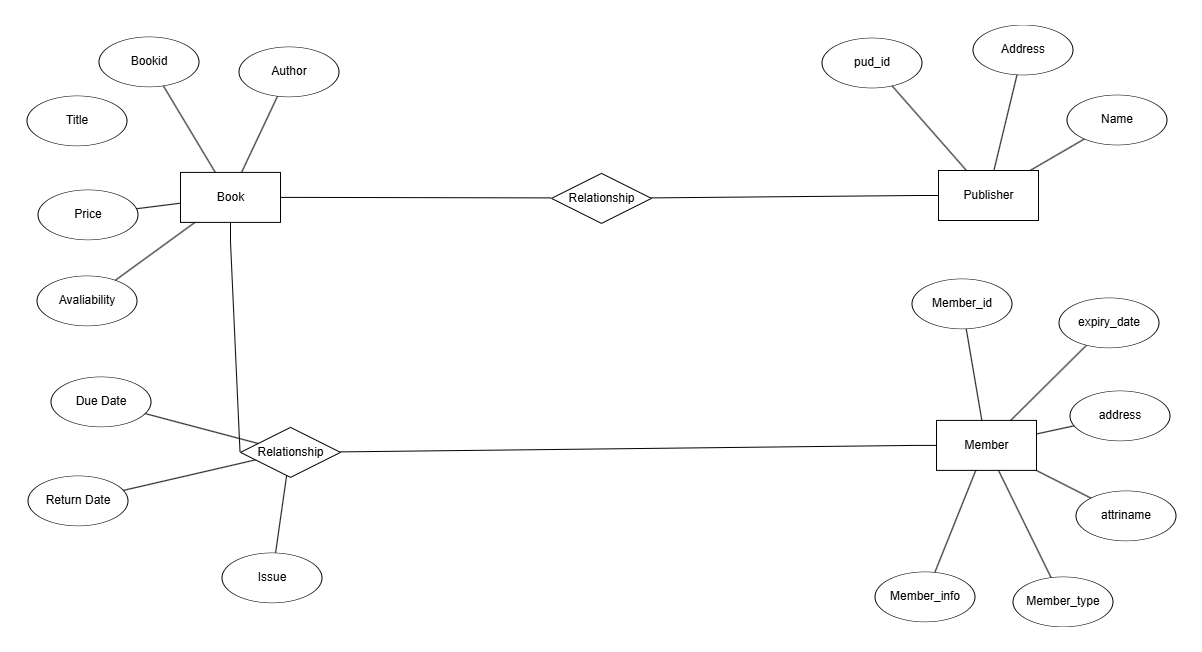 Bookid
Author
Title
Price
Avaliability
Book
Relationship
pud_id
Address
Name
Publisher
Due Date
Return Date
Issue
Relationship
Member_id
expiry_date
address
attriname
Member
Member_info
Member_type